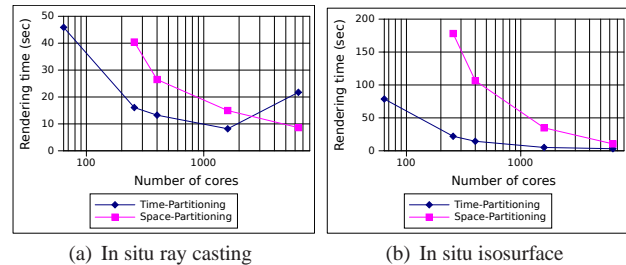 50
40
30
20
10
0
Rendering time (sec)
100
1000
Number of cores
Time-Partitioning
Space-Partitioning
(a) In situ ray casting
200
150
100
50
0
Rendering time (sec)
100
1000
Number of cores
Time-Partitioning
Space-Partitioning
(b) In situ isosurface